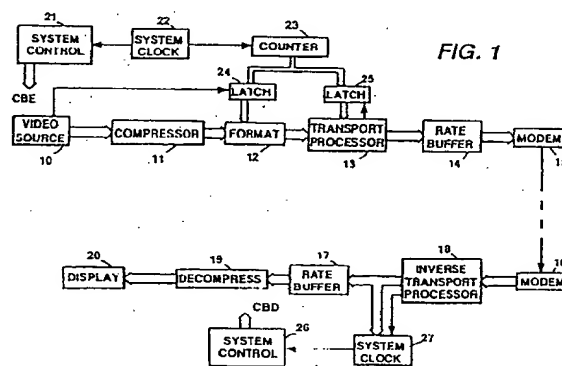 FIG. 1
21
SYSTEM
CONTROL
CBE
22
SYSTEM
CLOCK
23
COUNTER
24
LATCH
25
LATCH
VIDEO
SOURCE
10
COMPRESSOR
11
FORMAT
12
TRANSPORT
PROCESSOR
13
RATE
BUFFER
14
MODEM
20
DISPLAY
19
DECOMPRESS
17
RATE
BUFFER
18
INVERSE
TRANSPORT
PROCESSOR
MODEM
CBD
26
SYSTEM
CONTROL
27
SYSTEM
CLOCK